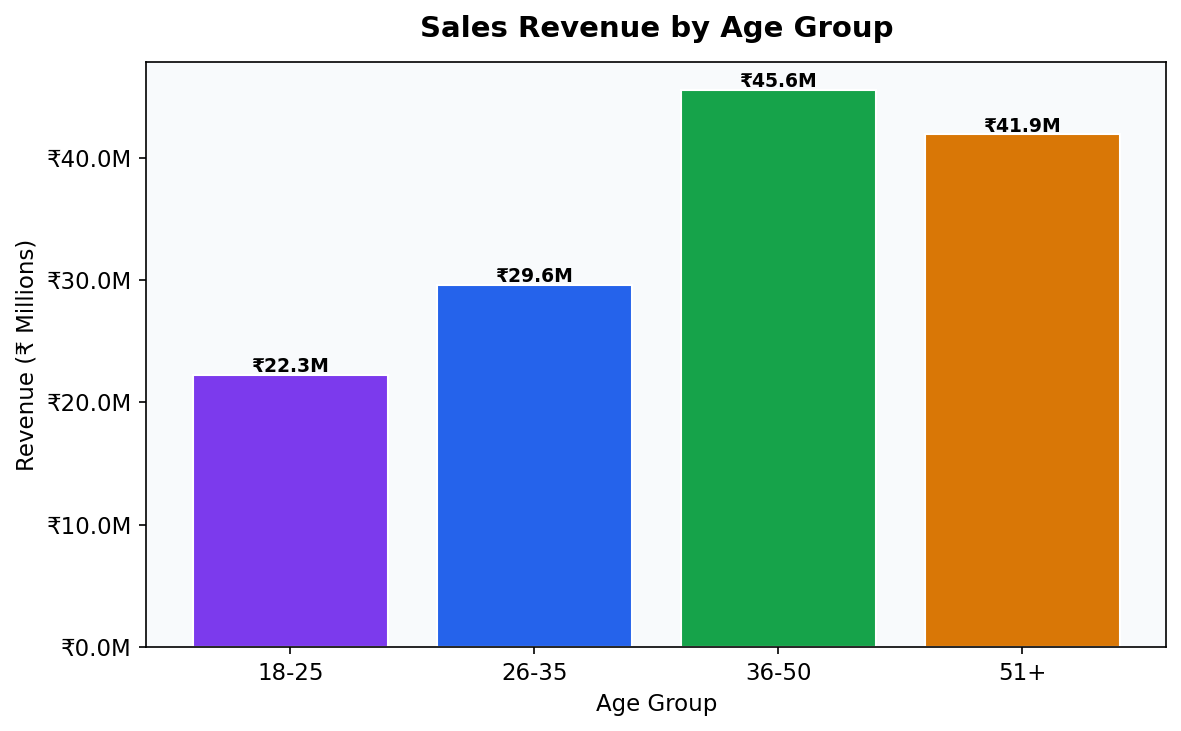 Sales Revenue by Age Group
Revenue (₹ Millions)
₹40.0M
₹30.0M
₹20.0M
₹10.0M
₹0.0M
₹22.3M
₹29.6M
₹45.6M
₹41.9M
18-25
26-35
36-50
51+
Age Group